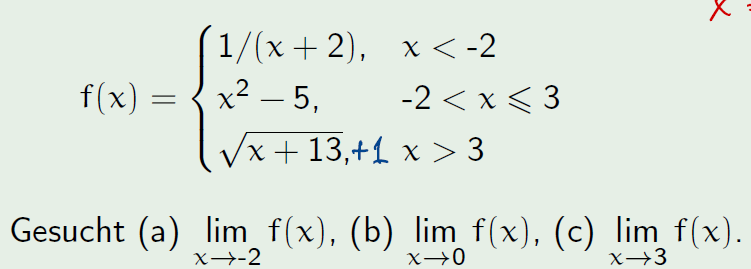 x
1/(x + 2), x < -2
f(x) = { x² – 5, -2 < x ⩽ 3
√(x + 13),+1 x > 3
Gesucht (a) lim x→-2 f(x), (b) lim x→0 f(x), (c) lim x→3 f(x).